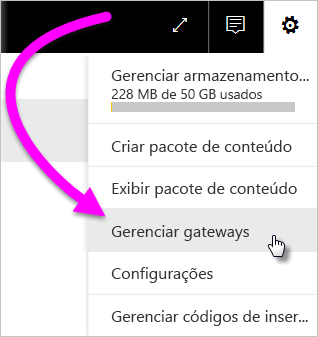 Gerenciar armazenamento...
228 MB de 50 GB usados
Criar pacote de conteúdo
Exibir pacote de conteúdo
Gerenciar gateways
Configurações
Gerenciar códigos de inser...